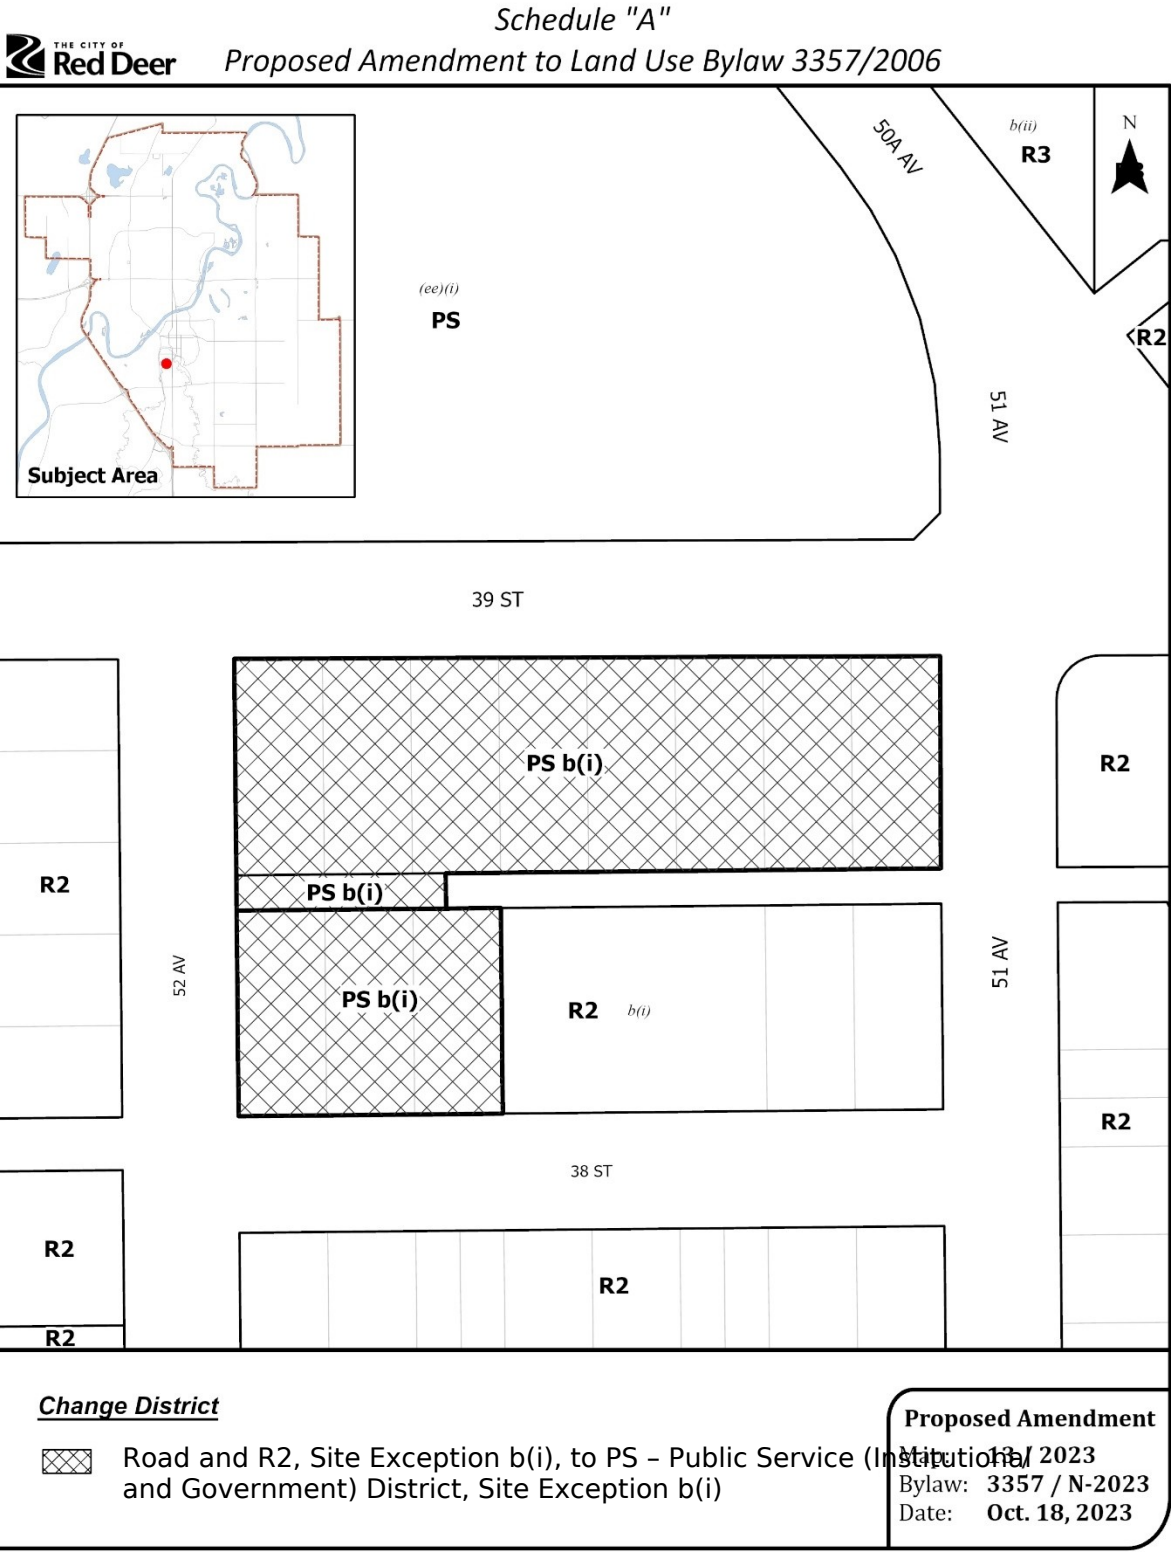 Schedule "A"
THE CITY OF
Red Deer
Proposed Amendment to Land Use Bylaw 3357/2006
50A AV
b(ii)
R3
N
(ee)(i)
PS
R2
51 AV
Subject Area
39 ST
PS b(i)
R2
R2
PS b(i)
52 AV
PS b(i)
R2 b(i)
51 AV
R2
38 ST
R2
R2
R2
Change District
Road and R2, Site Exception b(i), to PS – Public Service (Institutional
and Government) District, Site Exception b(i)
Proposed Amendment
Map: 13 / 2023
Bylaw: 3357 / N-2023
Date: Oct. 18, 2023